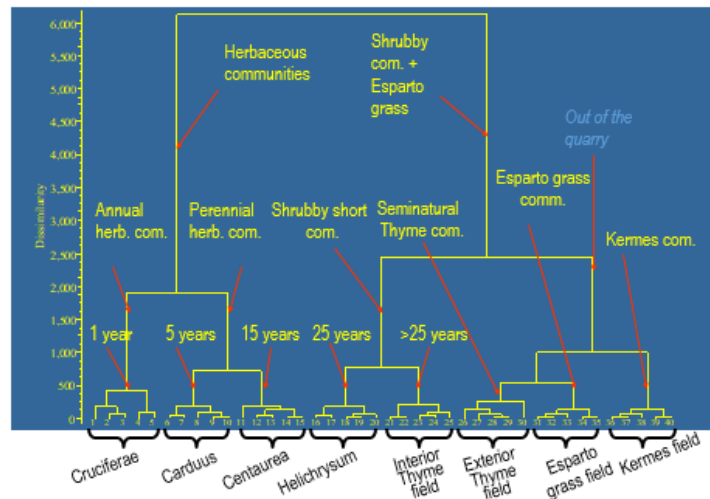 6,000
5,500
5,000
4,500
4,000
3,500
3,000
2,500
2,000
1,500
1,000
500
0
Dissimilarity
Herbaceous
communities
Shrubby
com. +
Esparto
grass
Out of the
quarry
Annual
herb. com.
Perennial
herb. com.
Shrubby short
com.
Seminatural
Thyme com.
Esparto grass
comm.
Kermes com.
1 year
5 years
15 years
25 years
>25 years
1 2 3 4 5 6 7 8 9 10 11 12 13 14 15 16 17 18 19 20 21 22 23 24 25 26 27 28 29 30 31 32 33 34 35 36 37 38 39 40
Cruciferae
Carduus
Centaurea
Helichrysum
Interior
Thyme field
Exterior
Thyme field
Esparto
grass field
Kermes field